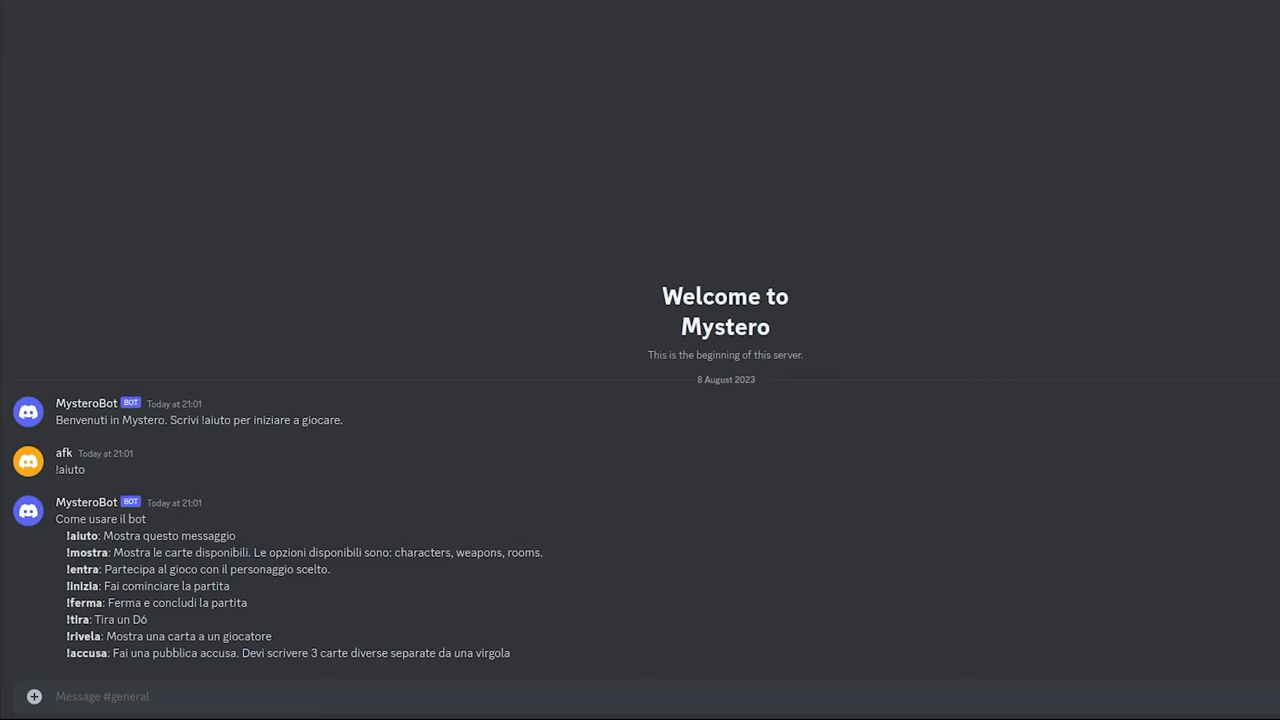 Welcome to
Mystero
This is the beginning of this server.
8 August 2023
MysteroBot BOT Today at 21:01
Benvenuti in Mystero. Scrivi !aiuto per iniziare a giocare.
afk Today at 21:01
!aiuto
MysteroBot BOT Today at 21:01
Come usare il bot
!aiuto: Mostra questo messaggio
!mostra: Mostra le carte disponibili. Le opzioni disponibili sono: characters, weapons, rooms.
!entra: Partecipa al gioco con il personaggio scelto.
!inizia: Fai cominciare la partita
!ferma: Ferma e concludi la partita
!tira: Tira un D6
!rivela: Mostra una carta a un giocatore
!accusa: Fai una pubblica accusa. Devi scrivere 3 carte diverse separate da una virgola
Message #general